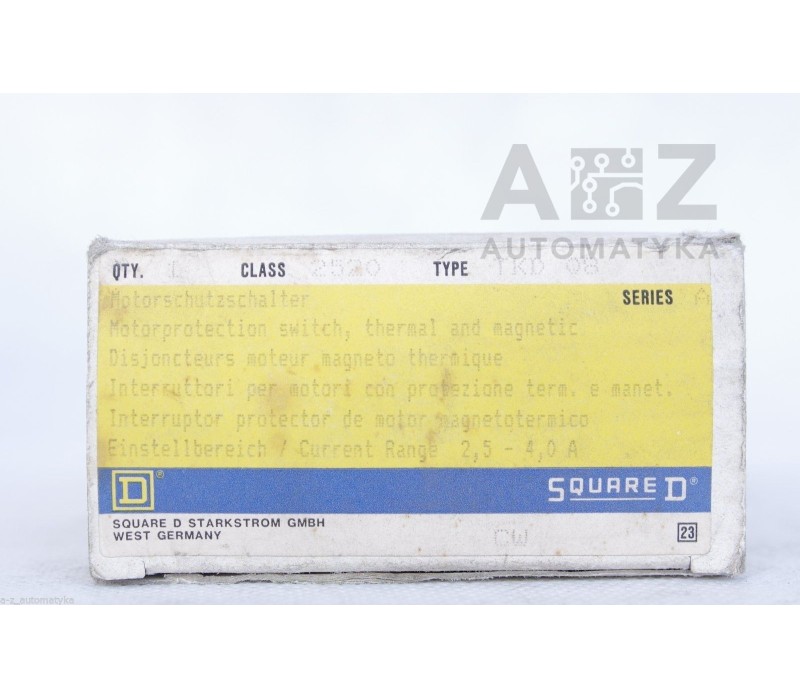 A Z
AUTOMATYKA
QTY. 1 CLASS 2520 TYPE TKD 08
Motorschutzschalter SERIES A
Motorprotection switch, thermal and magnetic
Disjoncteurs moteur magneto thermique
Interruttori per motori con protezione term. e manet.
Interruptor protector de motor magnetotermico
Einstellbereich / Current Range 2,5 - 4,0 A
D® SQUARE D®
SQUARE D STARKSTROM GMBH
WEST GERMANY CW 23
a-z_automatyka